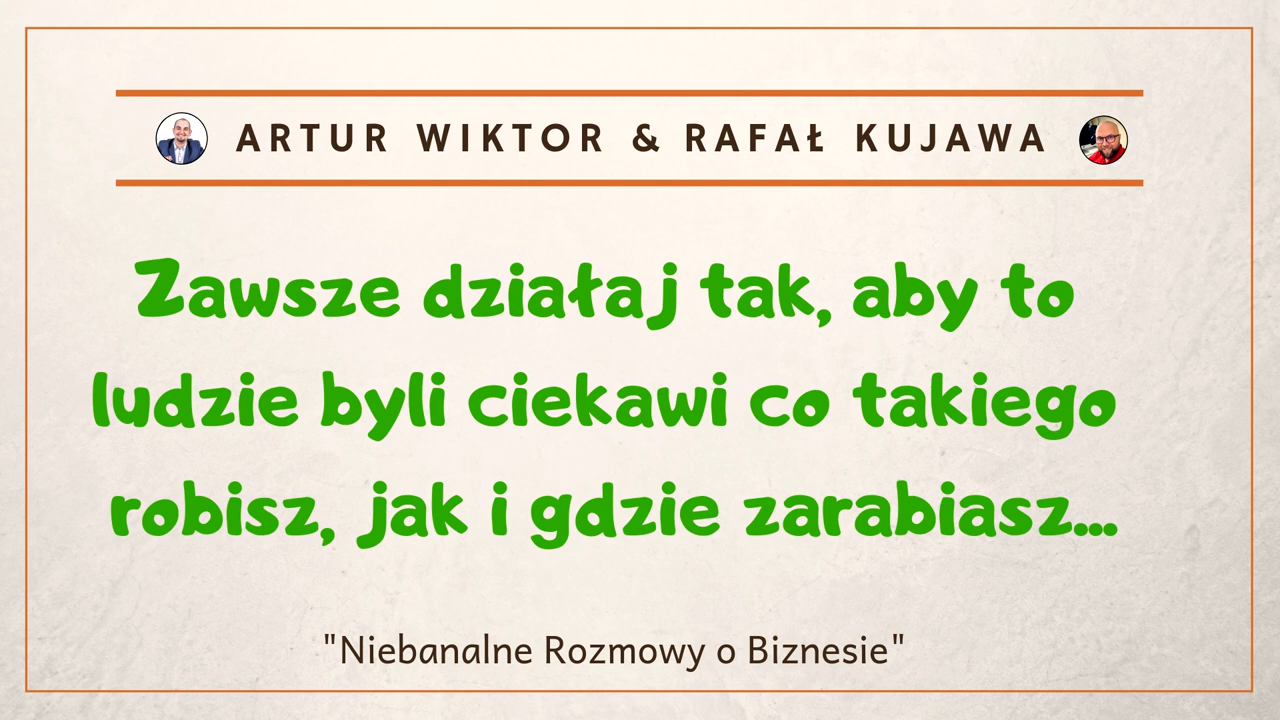 ARTUR WIKTOR & RAFAŁ KUJAWA
Zawsze działaj tak, aby to
ludzie byli ciekawi co takiego
robisz, jak i gdzie zarabiasz...
"Niebanalne Rozmowy o Biznesie"